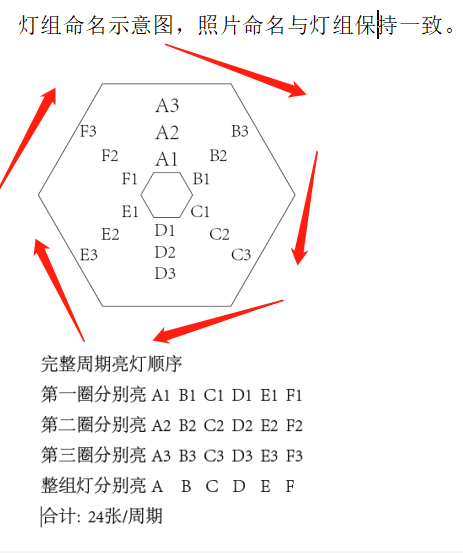 灯组命名示意图，照片命名与灯组保持一致。
A3
F3 A2 B3
F2 A1 B2
F1 B1
E1 C1
E2 D1 C2
E3 D2 C3
D3
完整周期亮灯顺序
第一圈分别亮 A1 B1 C1 D1 E1 F1
第二圈分别亮 A2 B2 C2 D2 E2 F2
第三圈分别亮 A3 B3 C3 D3 E3 F3
整组灯分别亮 A B C D E F
合计: 24张/周期